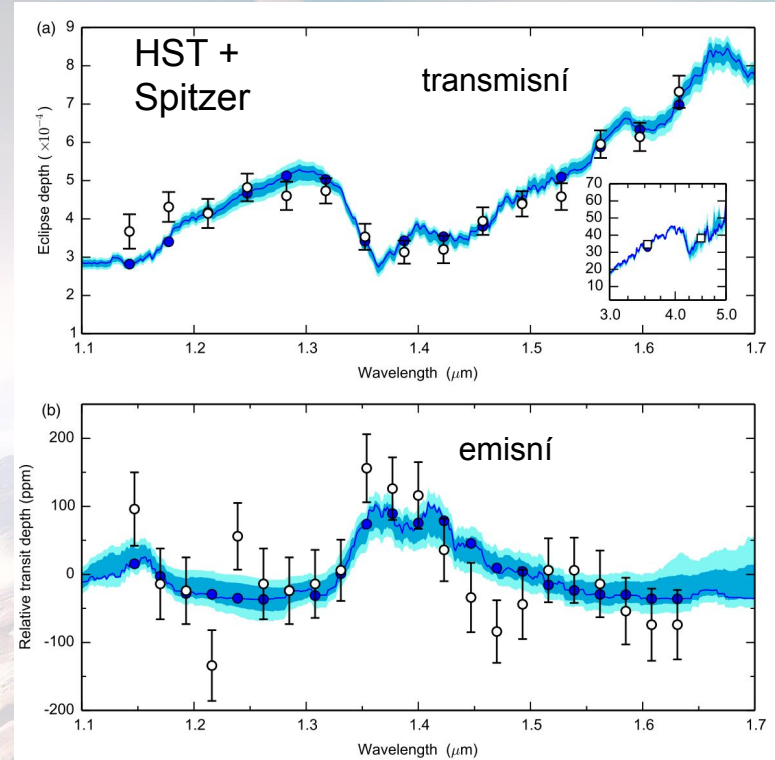 (a)
HST +
Spitzer
transmisní
Eclipse depth ( ×10⁻⁴)
9
8
7
6
5
4
3
2
1
70
60
50
40
30
20
10
3.0 4.0 5.0
1.1 1.2 1.3 1.4 1.5 1.6 1.7
Wavelength (μm)
(b)
emisní
Relative transit depth (ppm)
200
100
0
-100
-200
1.1 1.2 1.3 1.4 1.5 1.6 1.7
Wavelength (μm)